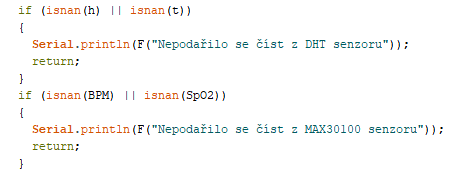 if (isnan(h) || isnan(t))
{
  Serial.println(F("Nepodařilo se číst z DHT senzoru"));
  return;
}
if (isnan(BPM) || isnan(SpO2))
{
  Serial.println(F("Nepodařilo se číst z MAX30100 senzoru"));
  return;
}